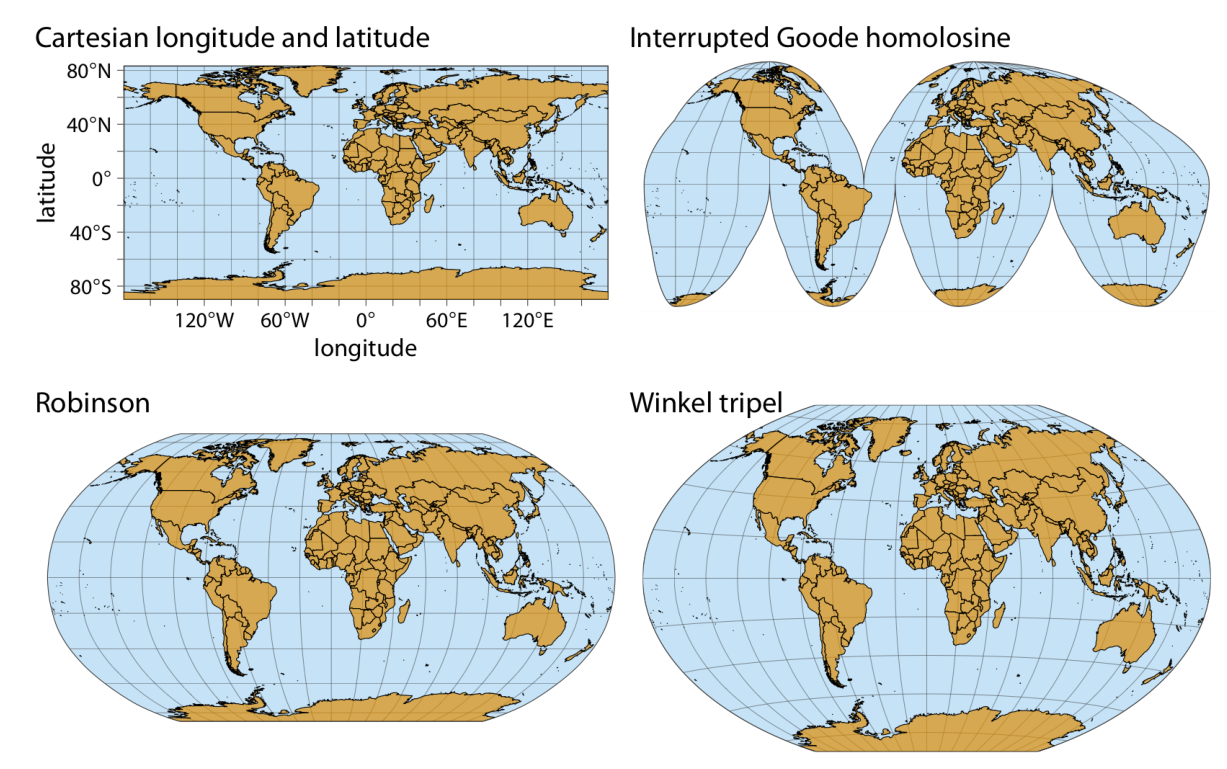 Cartesian longitude and latitude
80°N
40°N
0°
40°S
80°S
latitude
120°W 60°W 0° 60°E 120°E
longitude
Interrupted Goode homolosine
Robinson
Winkel tripel